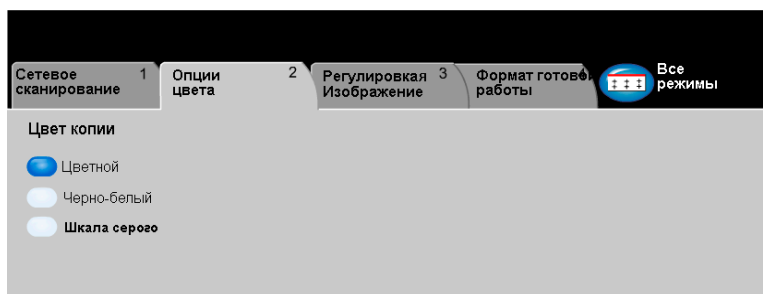 Сетевое 1
сканирование
Опции 2
цвета
Регулировкая 3
Изображение
Формат готовой
работы
Все
режимы
Цвет копии
Цветной
Черно-белый
Шкала серого